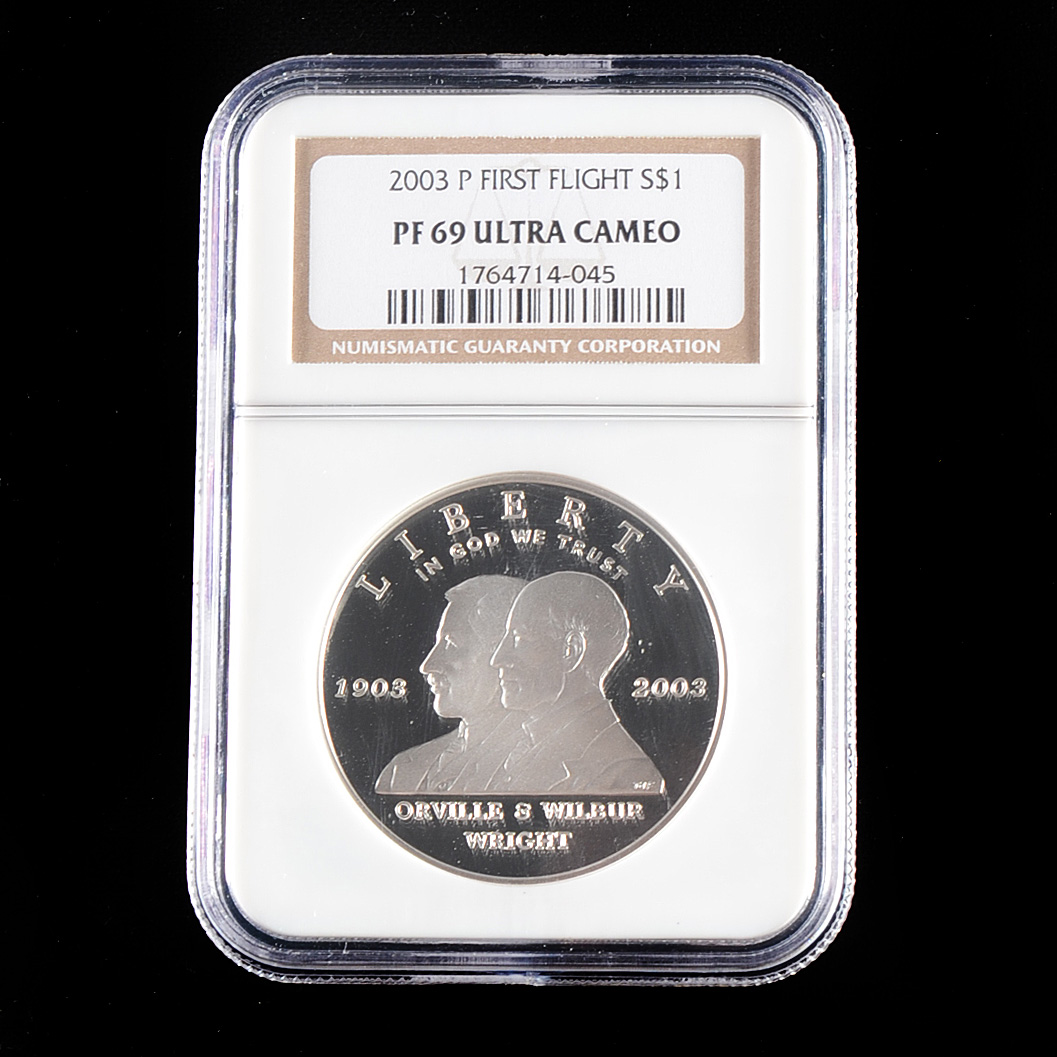 2003 P FIRST FLIGHT S$1
PF 69 ULTRA CAMEO
1764714-045
NUMISMATIC GUARANTY CORPORATION
LIBERTY
IN GOD WE TRUST
1903 2003
ORVILLE & WILBUR
WRIGHT